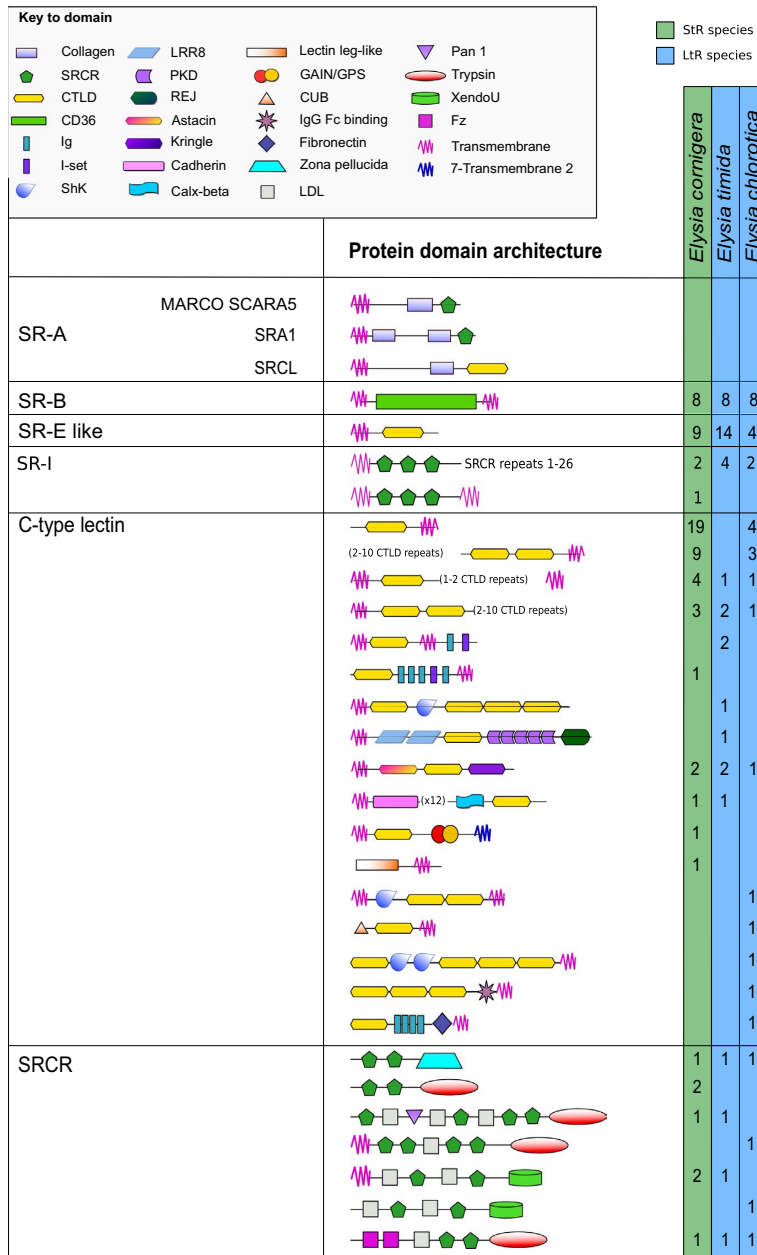 Key to domain
Collagen LRR8 Lectin leg-like Pan 1
SRCR PKD GAIN/GPS Trypsin
CTLD REJ CUB XendoU
CD36 Astacin IgG Fc binding Fz
Ig Kringle Fibronectin Transmembrane
I-set Cadherin Zona pellucida 7-Transmembrane 2
ShK Calx-beta LDL
StR species
LtR species
Protein domain architecture Elysia cornigera Elysia timida Elysia chlorotica
MARCO SCARA5
SR-A SRA1
SRCL
SR-B 8 8 8
SR-E like 9 14 4
SR-I SRCR repeats 1-26 2 4 2
1
C-type lectin 19 4
(2-10 CTLD repeats) 9 3
(1-2 CTLD repeats) 4 1 1
(2-10 CTLD repeats) 3 2 1
2
1
1
1
2 2 1
(x12) 1 1
1
1
1
1
1
1
1
SRCR 1 1 1
2
1 1
1
2 1
1
1 1 1